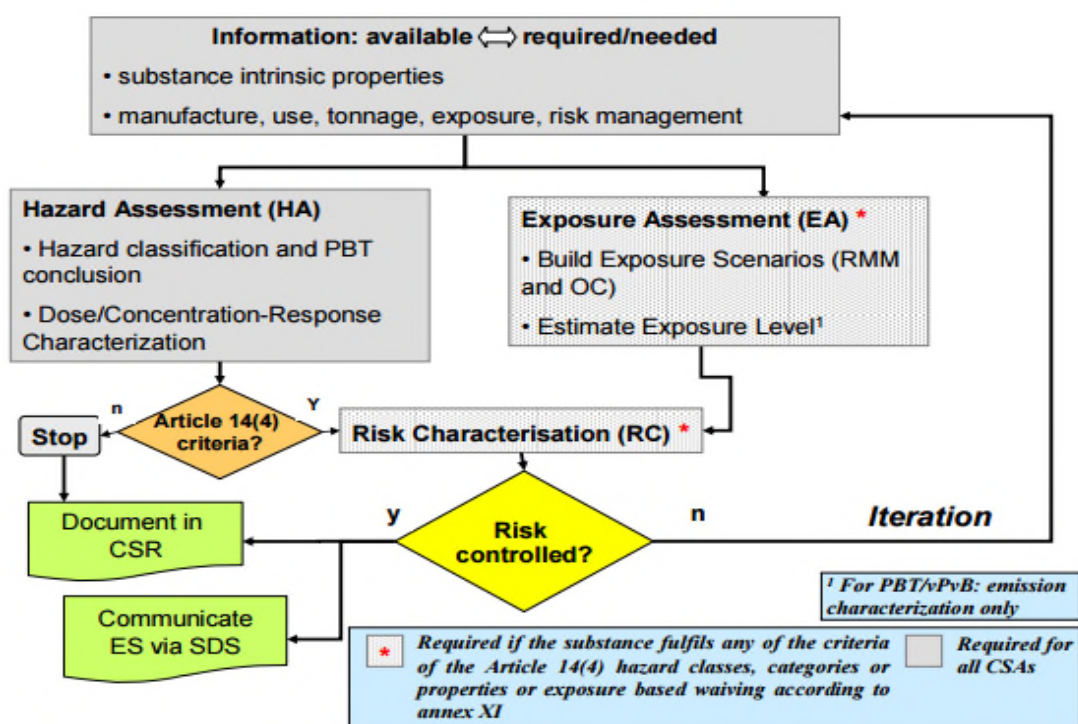 Information: available ⇔ required/needed
• substance intrinsic properties
• manufacture, use, tonnage, exposure, risk management
Hazard Assessment (HA)
• Hazard classification and PBT
conclusion
• Dose/Concentration-Response
Characterization
Exposure Assessment (EA) *
• Build Exposure Scenarios (RMM
and OC)
• Estimate Exposure Level¹
n
Article 14(4)
criteria?
Y
Stop
Risk Characterisation (RC) *
Document in
CSR
y
Risk
controlled?
n
Iteration
Communicate
ES via SDS
¹ For PBT/vPvB: emission
characterization only
* Required if the substance fulfils any of the criteria
of the Article 14(4) hazard classes, categories or
properties or exposure based waiving according to
annex XI
Required for
all CSAs